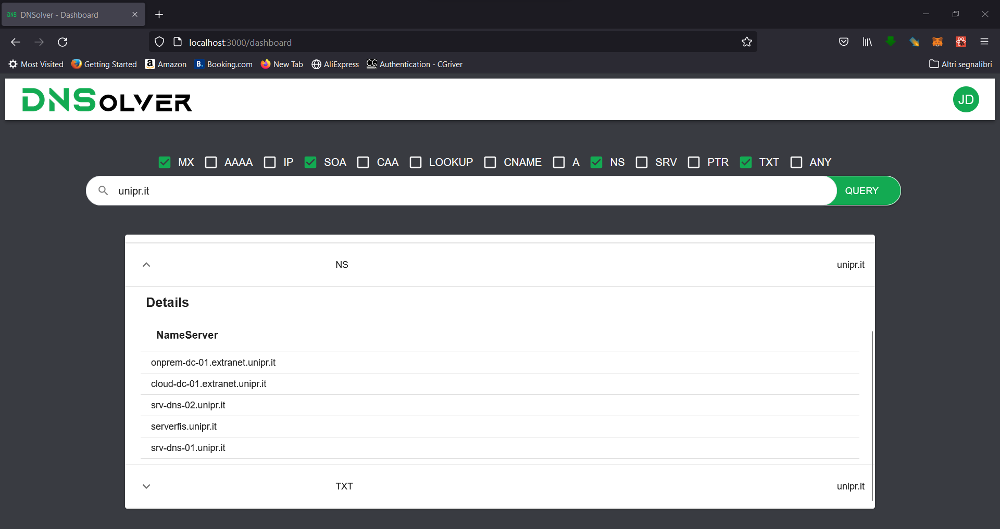 DNS DNSolver - Dashboard
localhost:3000/dashboard
Most Visited Getting Started a Amazon B. Booking.com New Tab AliExpress CG Authentication - CGriver Altri segnalibri
DNSOLVER JD
MX AAAA IP SOA CAA LOOKUP CNAME A NS SRV PTR TXT ANY
unipr.it QUERY
NS unipr.it
Details
NameServer
onprem-dc-01.extranet.unipr.it
cloud-dc-01.extranet.unipr.it
srv-dns-02.unipr.it
serverfis.unipr.it
srv-dns-01.unipr.it
TXT unipr.it